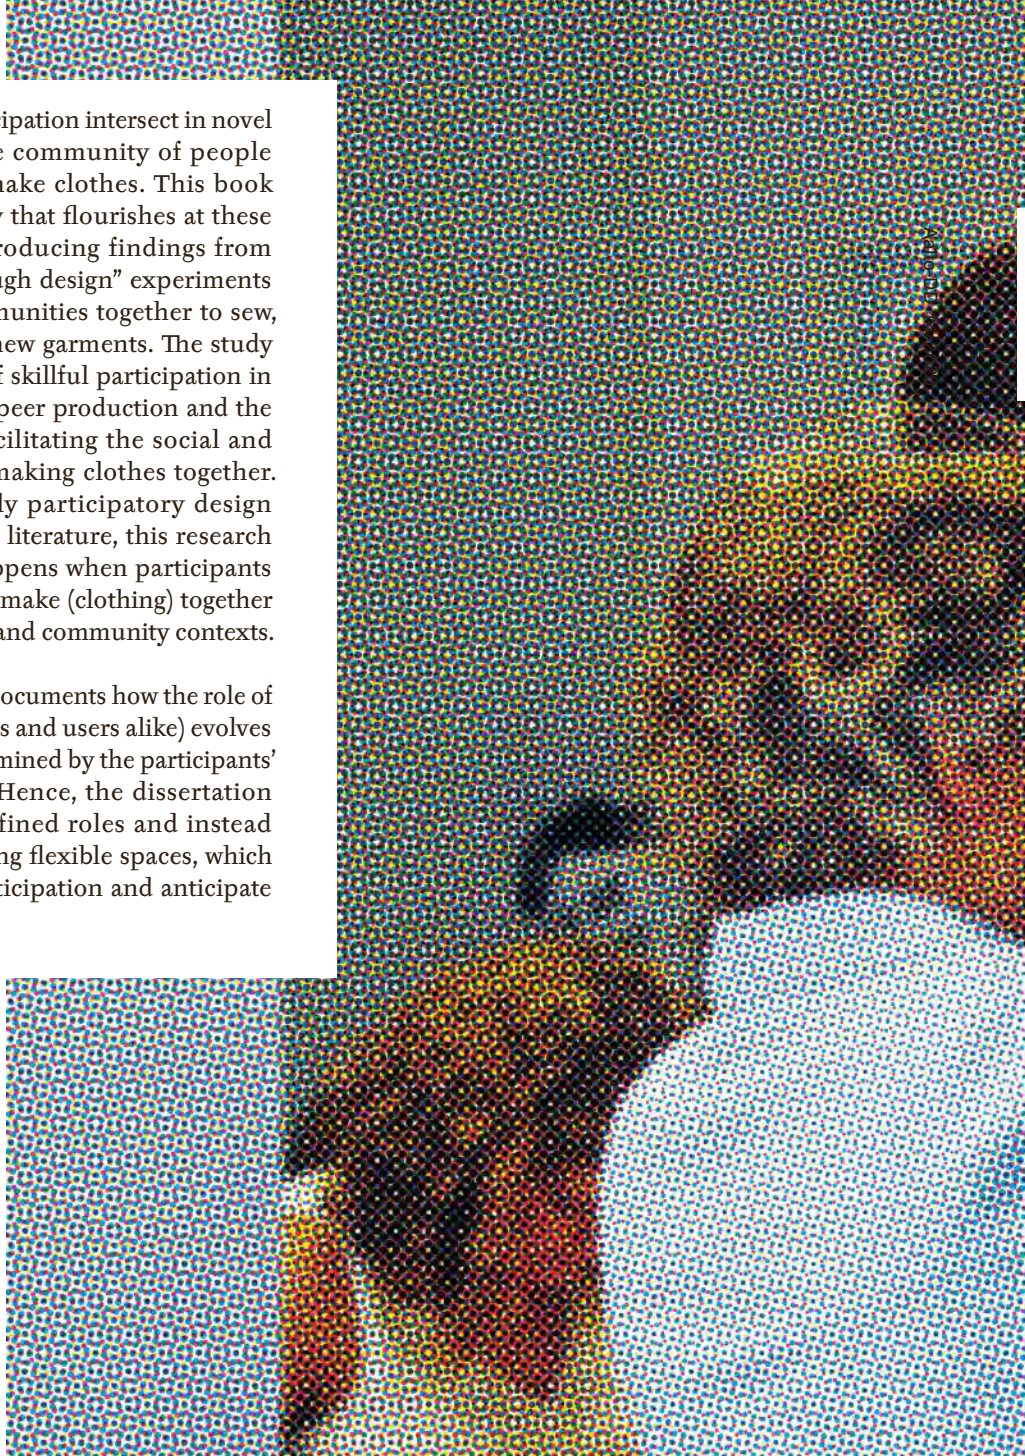 cipation intersect in novel
e community of people
make clothes. This book
y that flourishes at these
roducing findings from
ugh design” experiments
munities together to sew,
new garments. The study
f skillful participation in
peer production and the
cilitating the social and
making clothes together.
ly participatory design
literature, this research
ppens when participants
make (clothing) together
and community contexts.
ocuments how the role of
s and users alike) evolves
mined by the participants’
Hence, the dissertation
fined roles and instead
ng flexible spaces, which
ticipation and anticipate